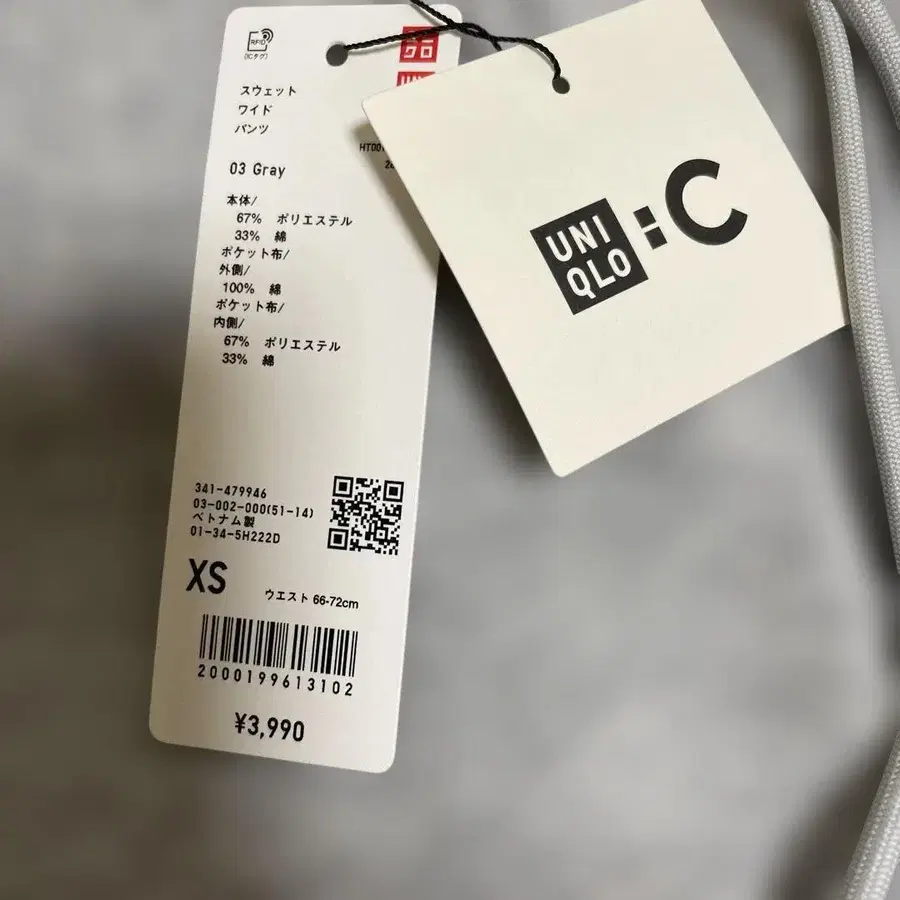 RFID
(ICタグ)
スウェット
ワイド
パンツ
03 Gray
本体/
67% ポリエステル
33% 綿
ポケット布/
外側/
100% 綿
ポケット布/
内側/
67% ポリエステル
33% 綿
341-479946
03-002-000(51-14)
ベトナム製
01-34-5H222D
XS
ウエスト 66-72cm
2000199613102
¥3,990
UNI
QLO
:C